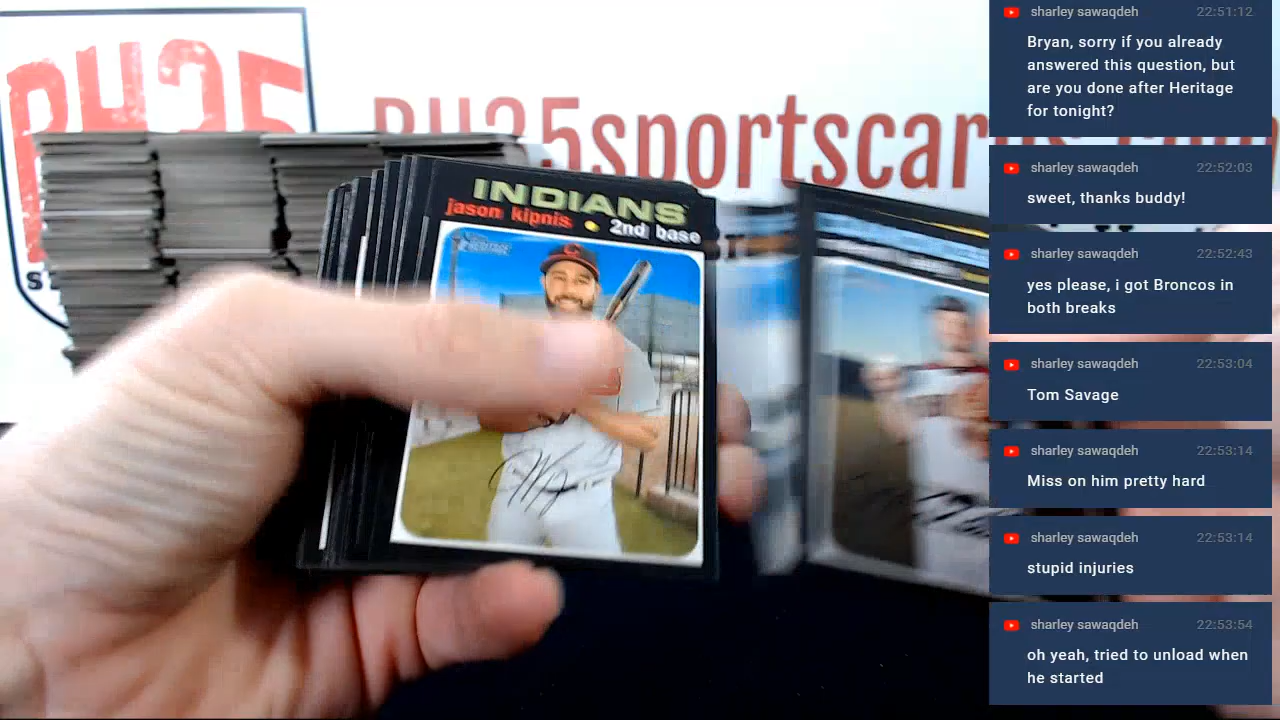 BH35
BH35sportscards
INDIANS
jason kipnis • 2nd base
HERITAGE
sharley sawaqdeh 22:51:12
Bryan, sorry if you already
answered this question, but
are you done after Heritage
for tonight?
sharley sawaqdeh 22:52:03
sweet, thanks buddy!
sharley sawaqdeh 22:52:43
yes please, i got Broncos in
both breaks
sharley sawaqdeh 22:53:04
Tom Savage
sharley sawaqdeh 22:53:14
Miss on him pretty hard
sharley sawaqdeh 22:53:14
stupid injuries
sharley sawaqdeh 22:53:54
oh yeah, tried to unload when
he started